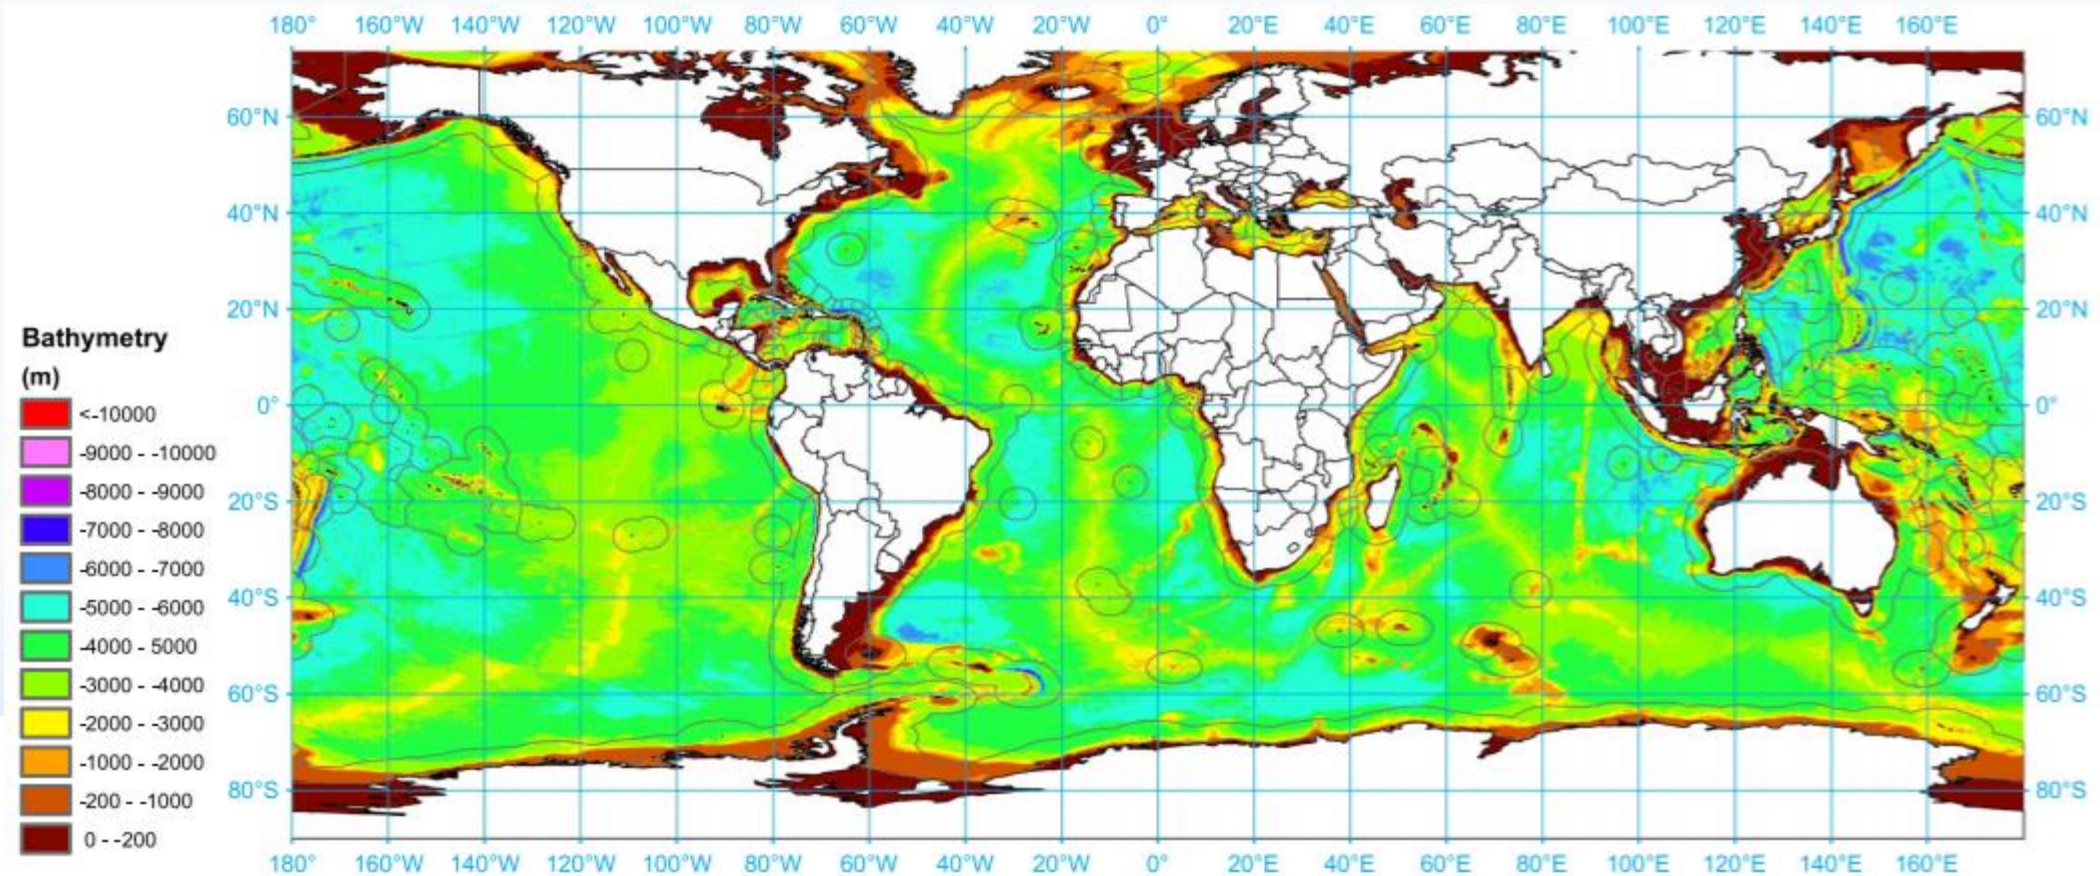 180° 160°W 140°W 120°W 100°W 80°W 60°W 40°W 20°W 0° 20°E 40°E 60°E 80°E 100°E 120°E 140°E 160°E
60°N 60°N
40°N 40°N
20°N 20°N
Bathymetry
(m)
<-10000
0° 0°
-9000 - -10000
-8000 - -9000
20°S 20°S
-7000 - -8000
-6000 - -7000
-5000 - -6000
40°S 40°S
-4000 - 5000
-3000 - -4000
60°S 60°S
-2000 - -3000
-1000 - -2000
80°S 80°S
-200 - -1000
0 - -200
180° 160°W 140°W 120°W 100°W 80°W 60°W 40°W 20°W 0° 20°E 40°E 60°E 80°E 100°E 120°E 140°E 160°E